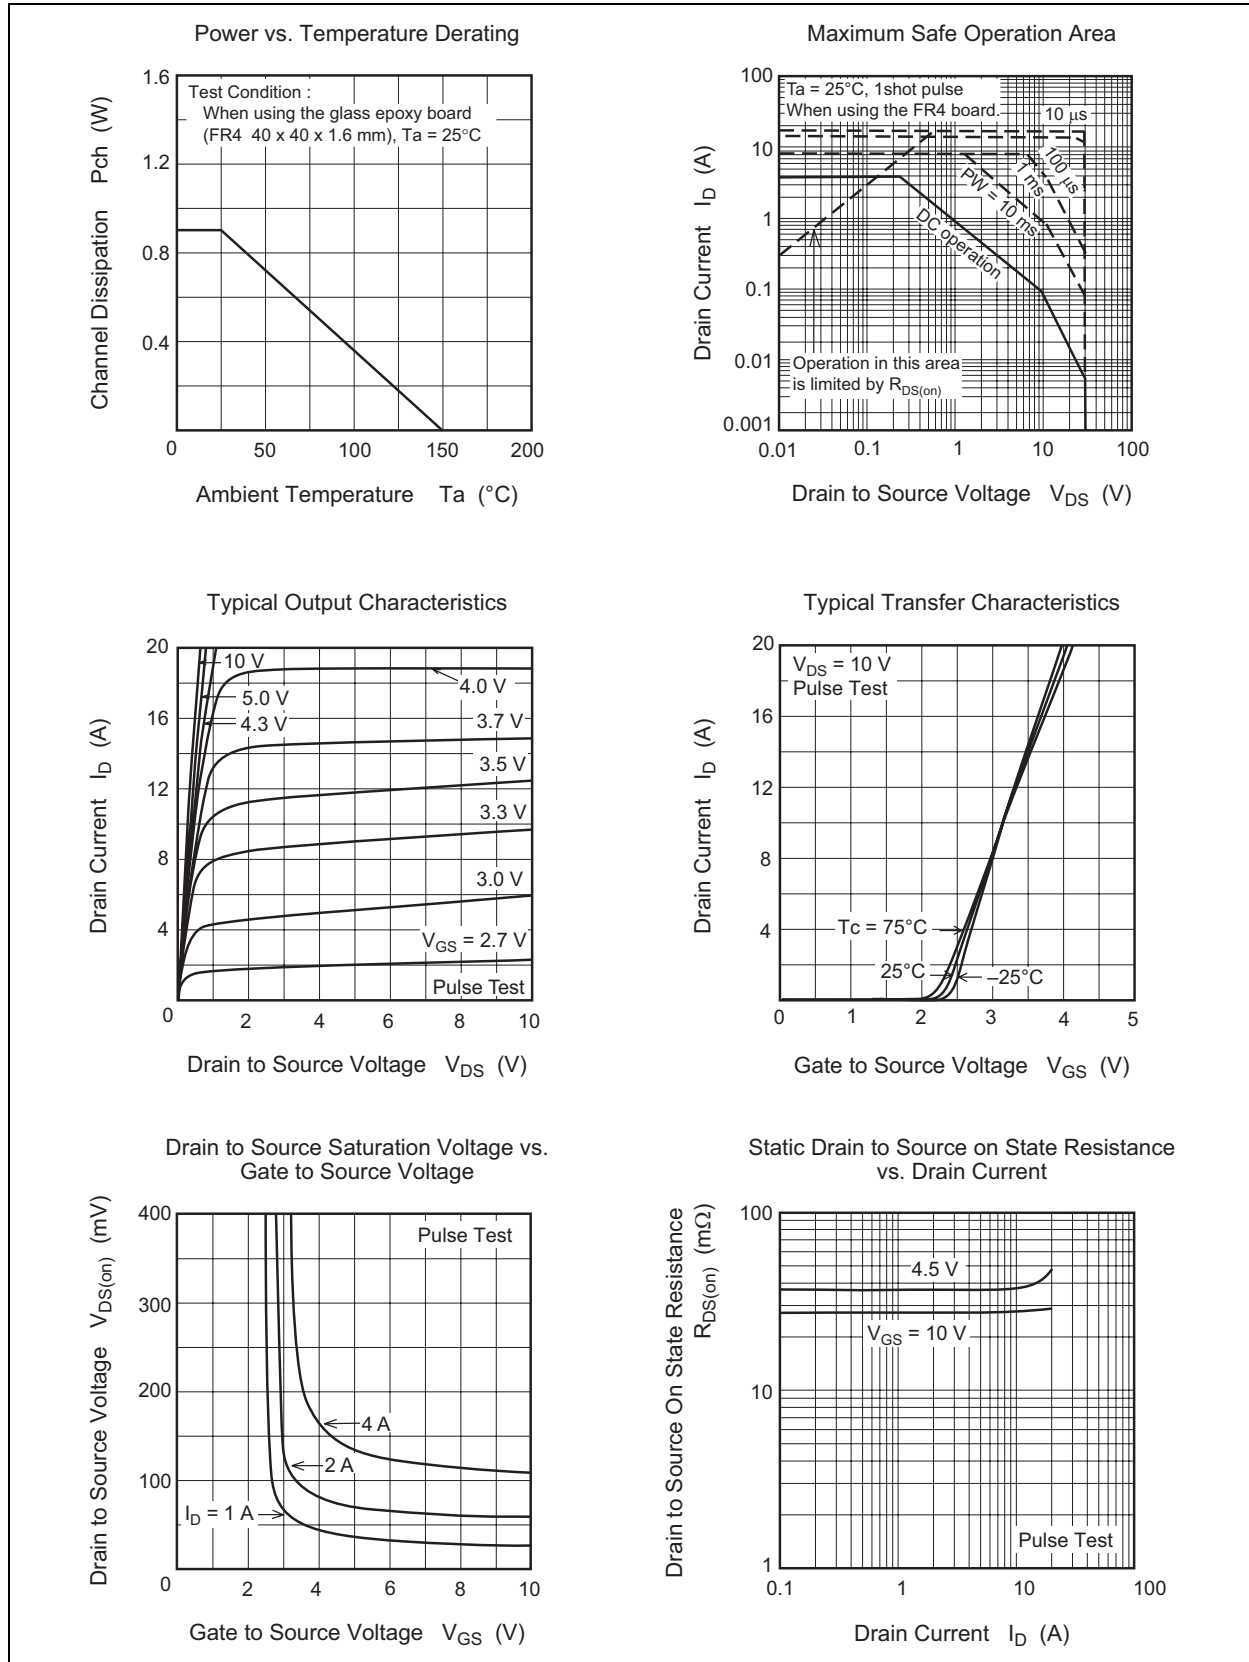 Power vs. Temperature Derating
Channel Dissipation Pch (W)
1.6
1.2
0.8
0.4
Test Condition :
When using the glass epoxy board
(FR4 40 x 40 x 1.6 mm), Ta = 25°C
0 50 100 150 200
Ambient Temperature Ta (°C)
Maximum Safe Operation Area
Drain Current ID (A)
100
10
1
0.1
0.01
0.001
Ta = 25°C, 1shot pulse
When using the FR4 board.
10 μs
100 μs
1 ms
PW = 10 ms
DC operation
Operation in this area
is limited by RDS(on)
0.01 0.1 1 10 100
Drain to Source Voltage VDS (V)
Typical Output Characteristics
Drain Current ID (A)
20
16
12
8
4
10 V
5.0 V
4.3 V
4.0 V
3.7 V
3.5 V
3.3 V
3.0 V
VGS = 2.7 V
Pulse Test
0 2 4 6 8 10
Drain to Source Voltage VDS (V)
Typical Transfer Characteristics
Drain Current ID (A)
20
16
12
8
4
VDS = 10 V
Pulse Test
Tc = 75°C
25°C
–25°C
0 1 2 3 4 5
Gate to Source Voltage VGS (V)
Drain to Source Saturation Voltage vs.
Gate to Source Voltage
Drain to Source Voltage VDS(on) (mV)
400
300
200
100
0
Pulse Test
4 A
2 A
ID = 1 A
0 2 4 6 8 10
Gate to Source Voltage VGS (V)
Static Drain to Source on State Resistance
vs. Drain Current
Drain to Source On State Resistance
RDS(on) (mΩ)
100
10
1
4.5 V
VGS = 10 V
Pulse Test
0.1 1 10 100
Drain Current ID (A)